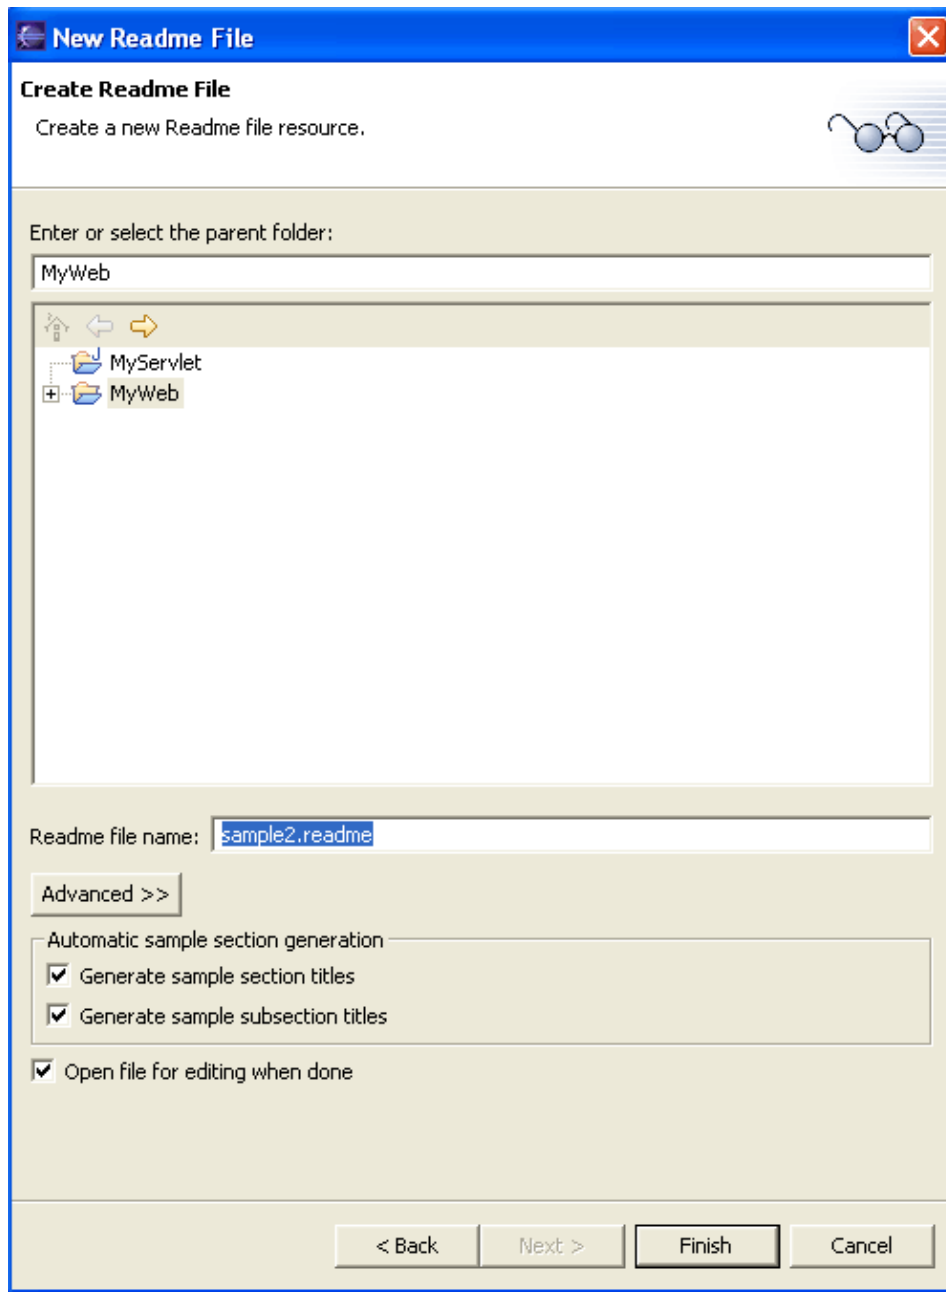 New Readme File
Create Readme File
Create a new Readme file resource.
Enter or select the parent folder:
MyWeb
MyServlet
MyWeb
Readme file name: sample2.readme
Advanced >>
Automatic sample section generation
Generate sample section titles
Generate sample subsection titles
Open file for editing when done
< Back Next > Finish Cancel